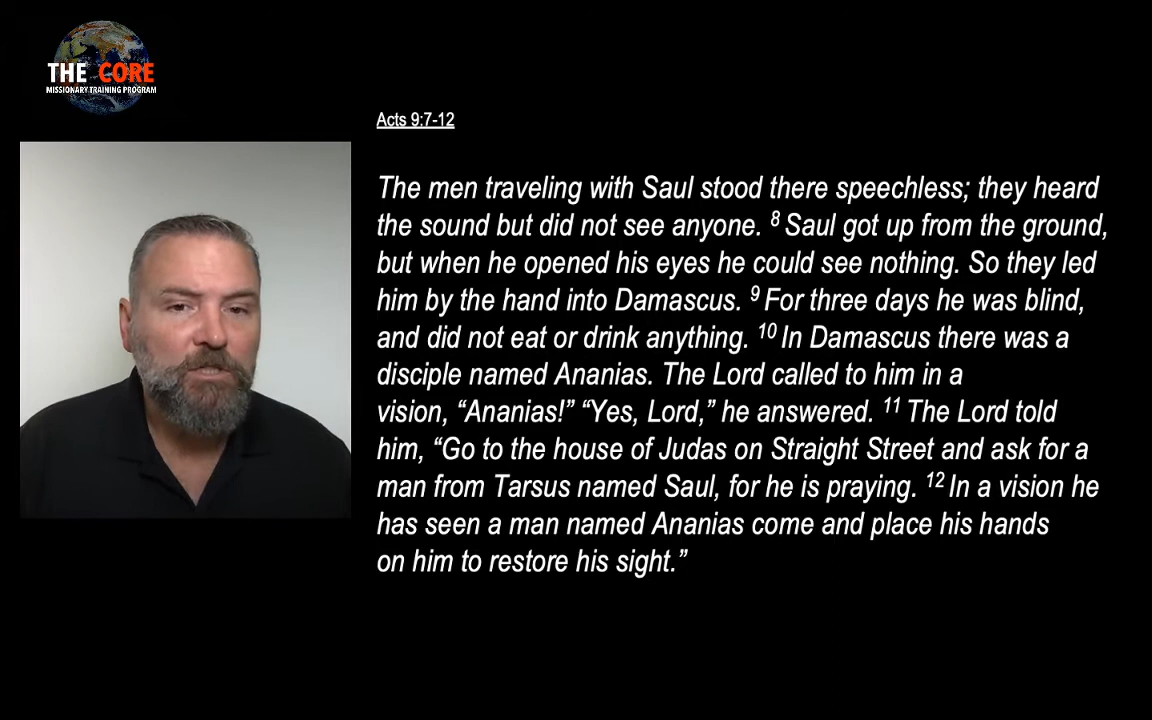 THE CORE
MISSIONARY TRAINING PROGRAM
Acts 9:7-12
The men traveling with Saul stood there speechless; they heard
the sound but did not see anyone. 8 Saul got up from the ground,
but when he opened his eyes he could see nothing. So they led
him by the hand into Damascus. 9 For three days he was blind,
and did not eat or drink anything. 10 In Damascus there was a
disciple named Ananias. The Lord called to him in a
vision, “Ananias!” “Yes, Lord,” he answered. 11 The Lord told
him, “Go to the house of Judas on Straight Street and ask for a
man from Tarsus named Saul, for he is praying. 12 In a vision he
has seen a man named Ananias come and place his hands
on him to restore his sight.”